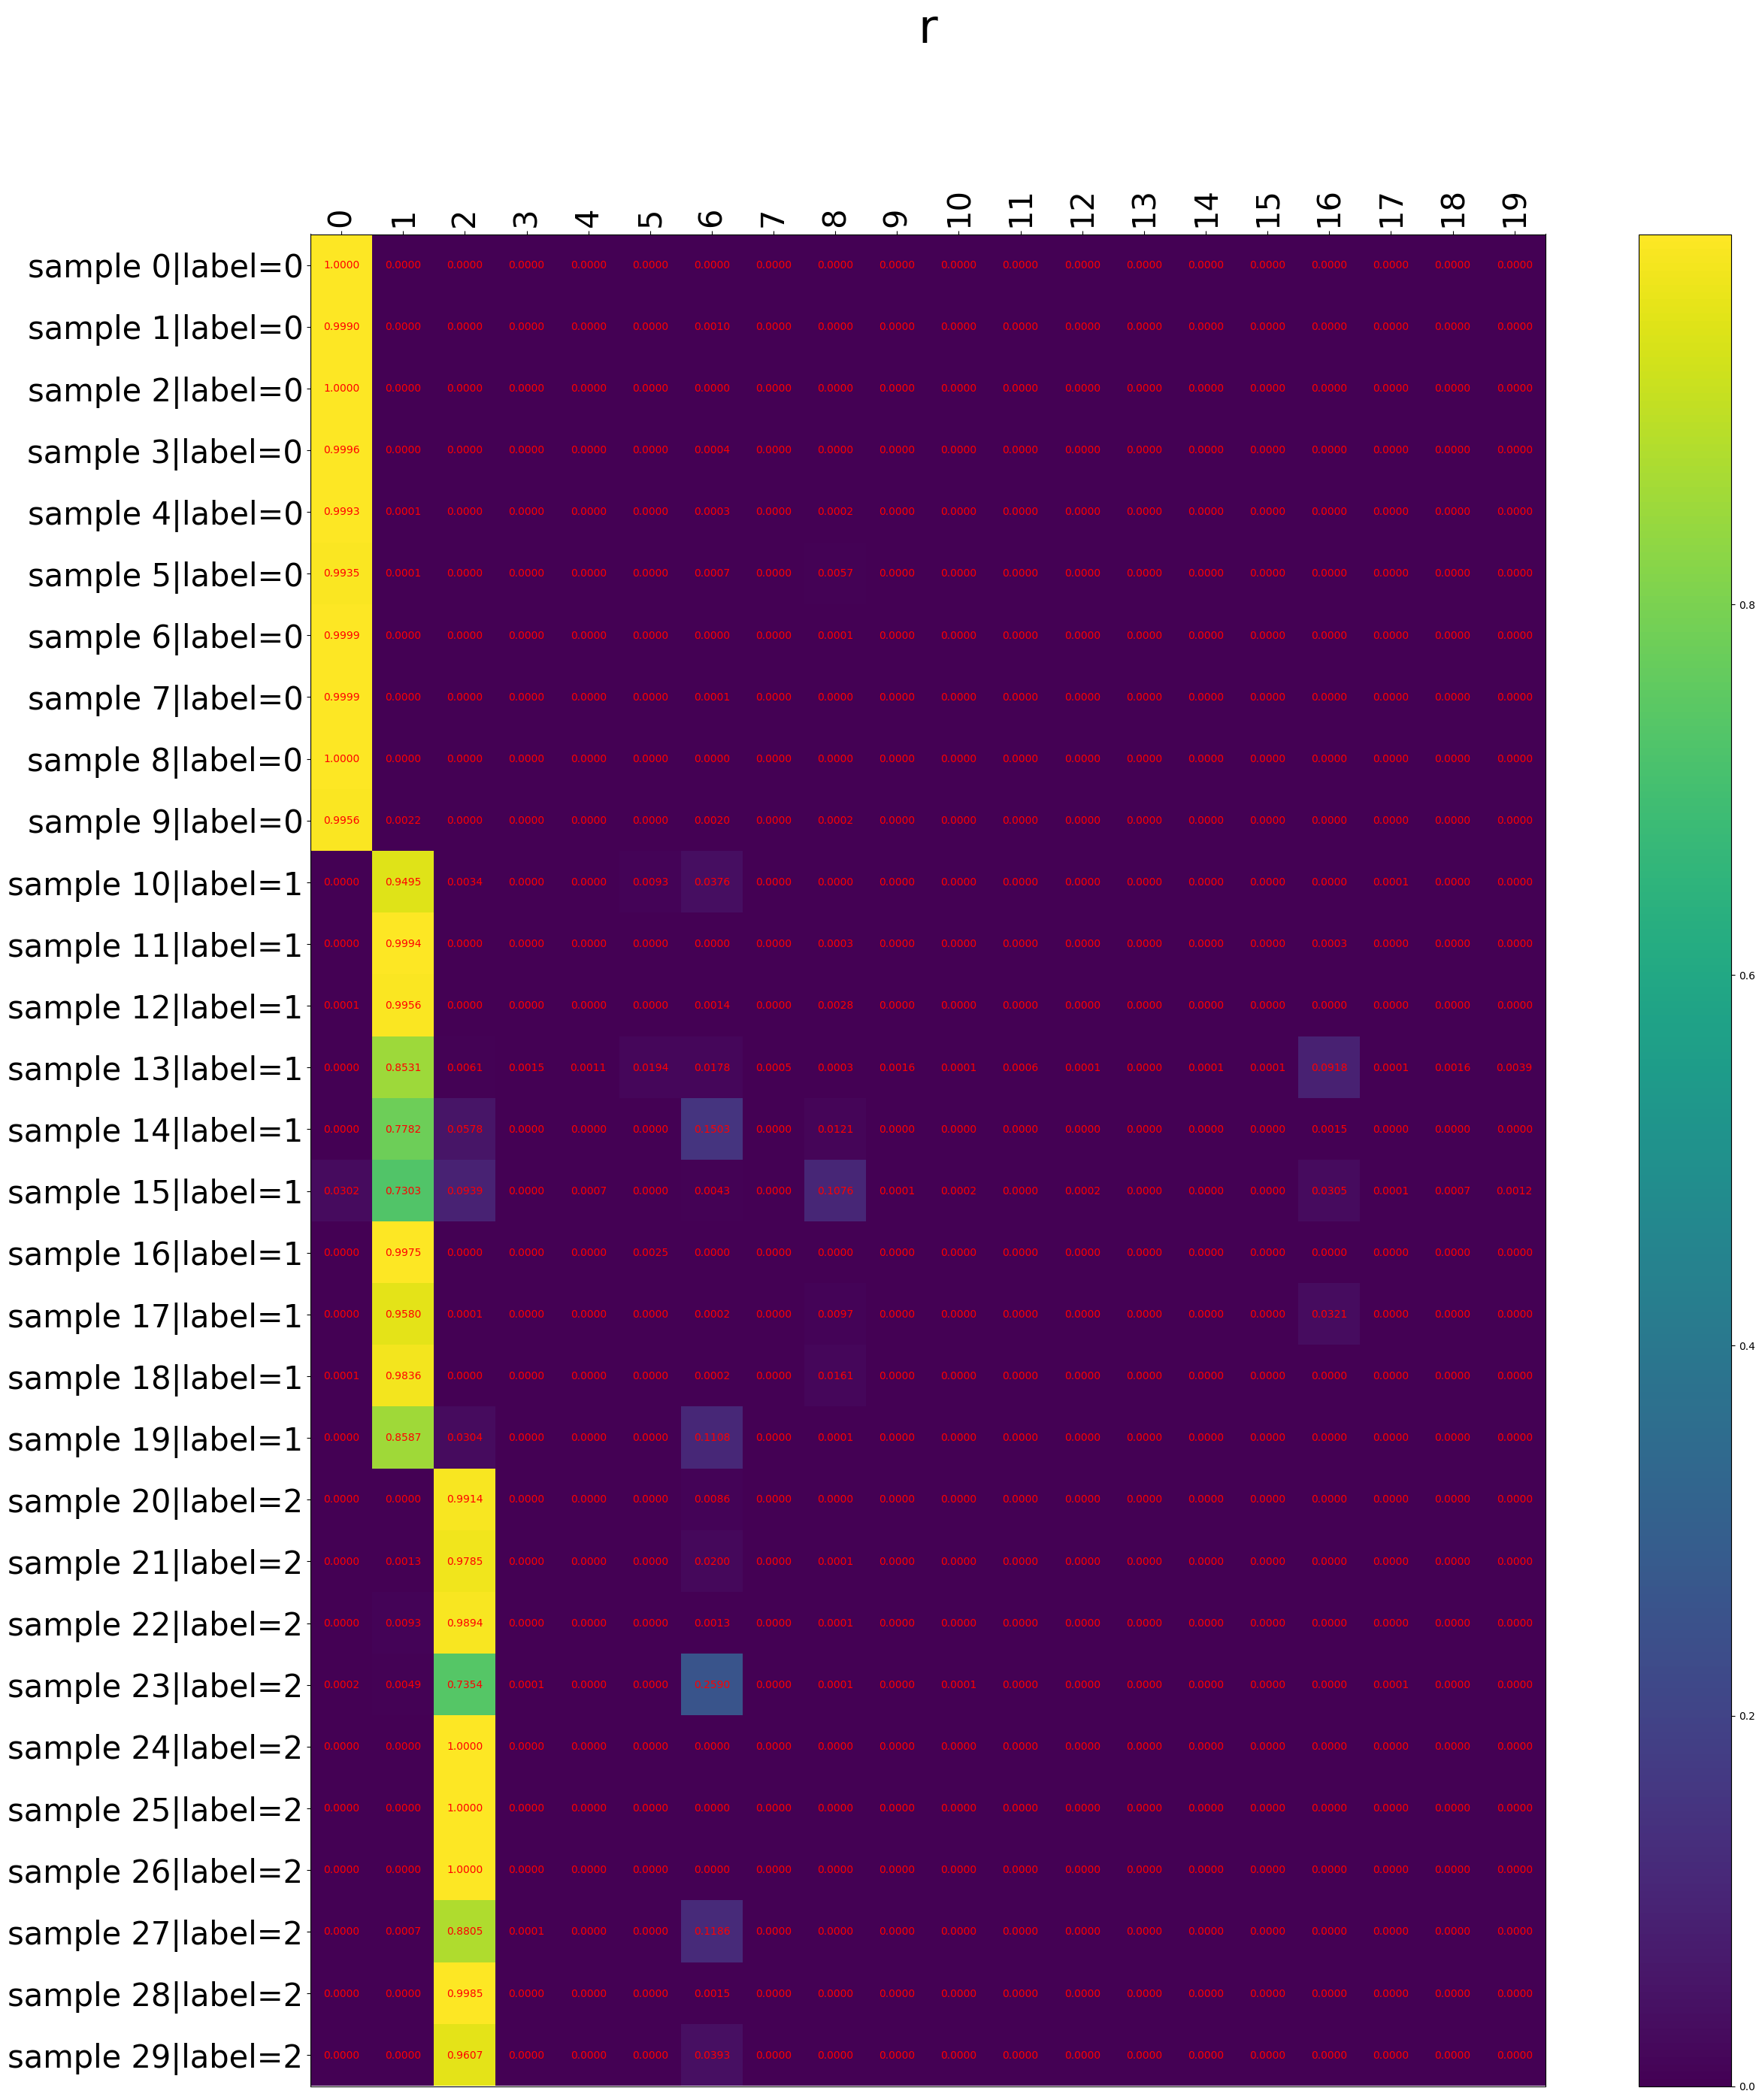 r
0 1 2 3 4 5 6 7 8 9 10 11 12 13 14 15 16 17 18 19
sample 0|label=0 1.0000 0.0000 0.0000 0.0000 0.0000 0.0000 0.0000 0.0000 0.0000 0.0000 0.0000 0.0000 0.0000 0.0000 0.0000 0.0000 0.0000 0.0000 0.0000 0.0000
sample 1|label=0 0.9990 0.0000 0.0000 0.0000 0.0000 0.0000 0.0010 0.0000 0.0000 0.0000 0.0000 0.0000 0.0000 0.0000 0.0000 0.0000 0.0000 0.0000 0.0000 0.0000
sample 2|label=0 1.0000 0.0000 0.0000 0.0000 0.0000 0.0000 0.0000 0.0000 0.0000 0.0000 0.0000 0.0000 0.0000 0.0000 0.0000 0.0000 0.0000 0.0000 0.0000 0.0000
sample 3|label=0 0.9996 0.0000 0.0000 0.0000 0.0000 0.0000 0.0004 0.0000 0.0000 0.0000 0.0000 0.0000 0.0000 0.0000 0.0000 0.0000 0.0000 0.0000 0.0000 0.0000
sample 4|label=0 0.9993 0.0001 0.0000 0.0000 0.0000 0.0000 0.0003 0.0000 0.0002 0.0000 0.0000 0.0000 0.0000 0.0000 0.0000 0.0000 0.0000 0.0000 0.0000 0.0000
sample 5|label=0 0.9935 0.0001 0.0000 0.0000 0.0000 0.0000 0.0007 0.0000 0.0057 0.0000 0.0000 0.0000 0.0000 0.0000 0.0000 0.0000 0.0000 0.0000 0.0000 0.0000
sample 6|label=0 0.9999 0.0000 0.0000 0.0000 0.0000 0.0000 0.0000 0.0000 0.0001 0.0000 0.0000 0.0000 0.0000 0.0000 0.0000 0.0000 0.0000 0.0000 0.0000 0.0000
sample 7|label=0 0.9999 0.0000 0.0000 0.0000 0.0000 0.0000 0.0001 0.0000 0.0000 0.0000 0.0000 0.0000 0.0000 0.0000 0.0000 0.0000 0.0000 0.0000 0.0000 0.0000
sample 8|label=0 1.0000 0.0000 0.0000 0.0000 0.0000 0.0000 0.0000 0.0000 0.0000 0.0000 0.0000 0.0000 0.0000 0.0000 0.0000 0.0000 0.0000 0.0000 0.0000 0.0000
sample 9|label=0 0.9956 0.0022 0.0000 0.0000 0.0000 0.0000 0.0020 0.0000 0.0002 0.0000 0.0000 0.0000 0.0000 0.0000 0.0000 0.0000 0.0000 0.0000 0.0000 0.0000
sample 10|label=1 0.0000 0.9495 0.0034 0.0000 0.0000 0.0093 0.0376 0.0000 0.0000 0.0000 0.0000 0.0000 0.0000 0.0000 0.0000 0.0000 0.0000 0.0001 0.0000 0.0000
sample 11|label=1 0.0000 0.9994 0.0000 0.0000 0.0000 0.0000 0.0000 0.0000 0.0003 0.0000 0.0000 0.0000 0.0000 0.0000 0.0000 0.0000 0.0003 0.0000 0.0000 0.0000
sample 12|label=1 0.0001 0.9956 0.0000 0.0000 0.0000 0.0000 0.0014 0.0000 0.0028 0.0000 0.0000 0.0000 0.0000 0.0000 0.0000 0.0000 0.0000 0.0000 0.0000 0.0000
sample 13|label=1 0.0000 0.8531 0.0061 0.0015 0.0011 0.0194 0.0178 0.0005 0.0003 0.0016 0.0001 0.0006 0.0001 0.0000 0.0001 0.0001 0.0918 0.0001 0.0016 0.0039
sample 14|label=1 0.0000 0.7782 0.0578 0.0000 0.0000 0.0000 0.0000 0.0121 0.0000 0.0000 0.0000 0.0000 0.0000 0.0000 0.0000 0.0015 0.0000 0.0000 0.0000
sample 15|label=1 0.0302 0.7303 0.0939 0.0000 0.0007 0.0000 0.0043 0.0000 0.1076 0.0001 0.0002 0.0000 0.0002 0.0000 0.0000 0.0000 0.0305 0.0001 0.0007 0.0012
sample 16|label=1 0.0000 0.9975 0.0000 0.0000 0.0000 0.0025 0.0000 0.0000 0.0000 0.0000 0.0000 0.0000 0.0000 0.0000 0.0000 0.0000 0.0000 0.0000 0.0000 0.0000
sample 17|label=1 0.0000 0.9580 0.0001 0.0000 0.0000 0.0000 0.0002 0.0000 0.0097 0.0000 0.0000 0.0000 0.0000 0.0000 0.0000 0.0000 0.0321 0.0000 0.0000 0.0000
sample 18|label=1 0.0001 0.9836 0.0000 0.0000 0.0000 0.0000 0.0002 0.0000 0.0161 0.0000 0.0000 0.0000 0.0000 0.0000 0.0000 0.0000 0.0000 0.0000 0.0000 0.0000
sample 19|label=1 0.0000 0.8587 0.0304 0.0000 0.0000 0.0000 0.1108 0.0000 0.0001 0.0000 0.0000 0.0000 0.0000 0.0000 0.0000 0.0000 0.0000 0.0000 0.0000 0.0000
sample 20|label=2 0.0000 0.0000 0.9914 0.0000 0.0000 0.0000 0.0086 0.0000 0.0000 0.0000 0.0000 0.0000 0.0000 0.0000 0.0000 0.0000 0.0000 0.0000 0.0000 0.0000
sample 21|label=2 0.0000 0.0013 0.9785 0.0000 0.0000 0.0000 0.0200 0.0000 0.0001 0.0000 0.0000 0.0000 0.0000 0.0000 0.0000 0.0000 0.0000 0.0000 0.0000 0.0000
sample 22|label=2 0.0000 0.0093 0.9894 0.0000 0.0000 0.0000 0.0013 0.0000 0.0001 0.0000 0.0000 0.0000 0.0000 0.0000 0.0000 0.0000 0.0000 0.0000 0.0000 0.0000
sample 23|label=2 0.0002 0.0049 0.7354 0.0001 0.0000 0.0000 0.0000 0.0001 0.0000 0.0001 0.0000 0.0000 0.0000 0.0000 0.0000 0.0000 0.0001 0.0000 0.0000
sample 24|label=2 0.0000 0.0000 1.0000 0.0000 0.0000 0.0000 0.0000 0.0000 0.0000 0.0000 0.0000 0.0000 0.0000 0.0000 0.0000 0.0000 0.0000 0.0000 0.0000 0.0000
sample 25|label=2 0.0000 0.0000 1.0000 0.0000 0.0000 0.0000 0.0000 0.0000 0.0000 0.0000 0.0000 0.0000 0.0000 0.0000 0.0000 0.0000 0.0000 0.0000 0.0000 0.0000
sample 26|label=2 0.0000 0.0000 1.0000 0.0000 0.0000 0.0000 0.0000 0.0000 0.0000 0.0000 0.0000 0.0000 0.0000 0.0000 0.0000 0.0000 0.0000 0.0000 0.0000 0.0000
sample 27|label=2 0.0000 0.0007 0.8805 0.0001 0.0000 0.0000 0.1186 0.0000 0.0000 0.0000 0.0000 0.0000 0.0000 0.0000 0.0000 0.0000 0.0000 0.0000 0.0000 0.0000
sample 28|label=2 0.0000 0.0000 0.9985 0.0000 0.0000 0.0000 0.0015 0.0000 0.0000 0.0000 0.0000 0.0000 0.0000 0.0000 0.0000 0.0000 0.0000 0.0000 0.0000 0.0000
sample 29|label=2 0.0000 0.0000 0.9607 0.0000 0.0000 0.0000 0.0393 0.0000 0.0000 0.0000 0.0000 0.0000 0.0000 0.0000 0.0000 0.0000 0.0000 0.0000 0.0000 0.0000
0.8
0.6
0.4
0.2
0.0